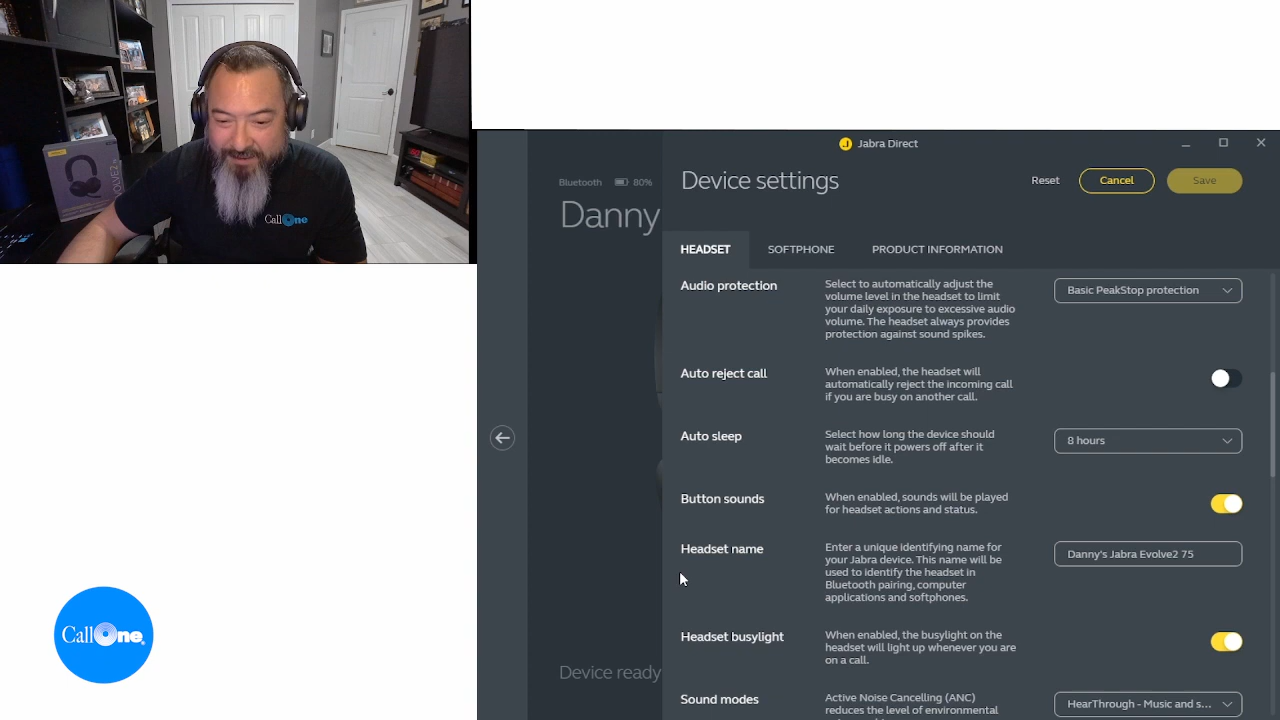 Jabra Direct
Bluetooth 80%
Danny
Device settings
Reset
Cancel
Save
HEADSET
SOFTPHONE
PRODUCT INFORMATION
Audio protection
Select to automatically adjust the
volume level in the headset to limit
your daily exposure to excessive audio
volume. The headset always provides
protection against sound spikes.
Basic PeakStop protection
Auto reject call
When enabled, the headset will
automatically reject the incoming call
if you are busy on another call.
Auto sleep
Select how long the device should
wait before it powers off after it
becomes idle.
8 hours
Button sounds
When enabled, sounds will be played
for headset actions and status.
Headset name
Enter a unique identifying name for
your Jabra device. This name will be
used to identify the headset in
Bluetooth pairing, computer
applications and softphones.
Danny's Jabra Evolve2 75
Headset busylight
When enabled, the busylight on the
headset will light up whenever you are
on a call.
Device ready
Sound modes
Active Noise Cancelling (ANC)
reduces the level of environmental
HearThrough - Music and s...
CallOne
CallOne
EVOLVE2